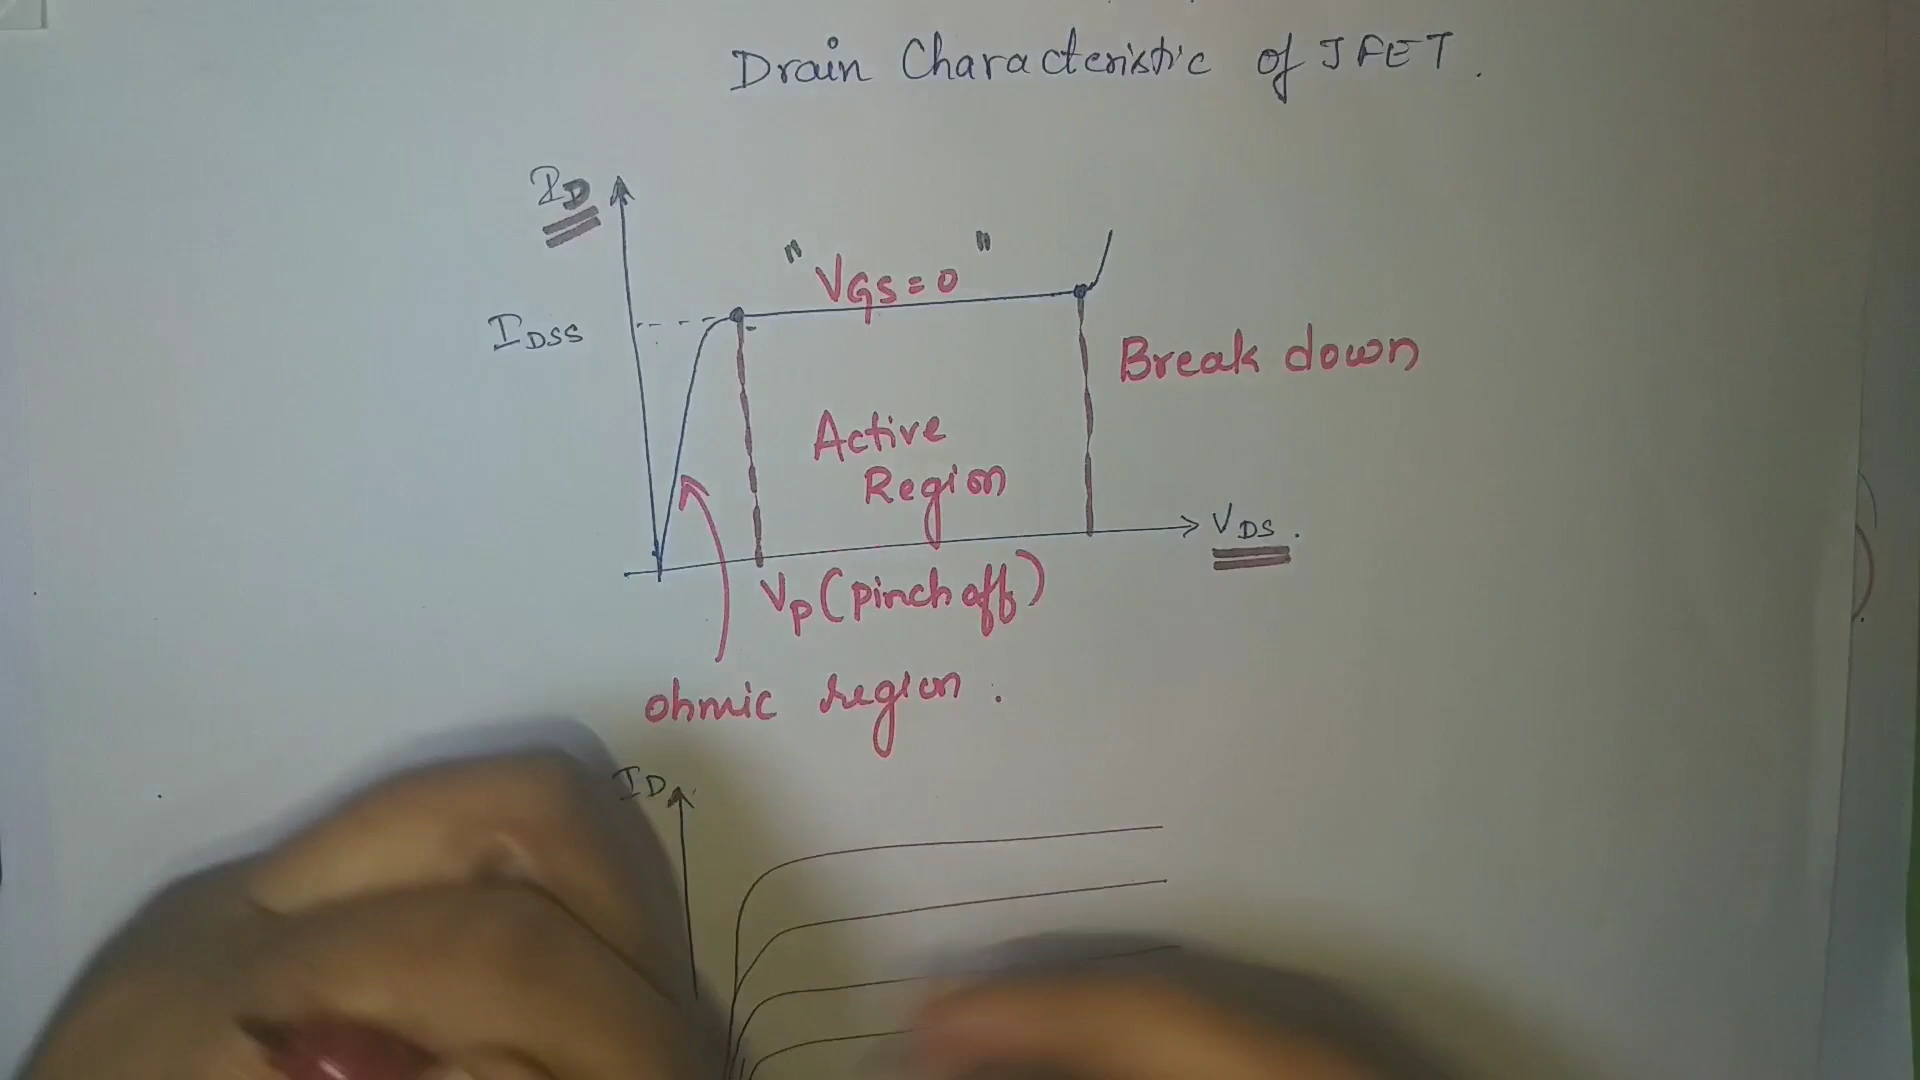 Drain Characteristic of JFET.
ID
"VGS=0"
IDSS
Break down
Active
Region
VDS.
Vp (pinch off)
ohmic region.
ID